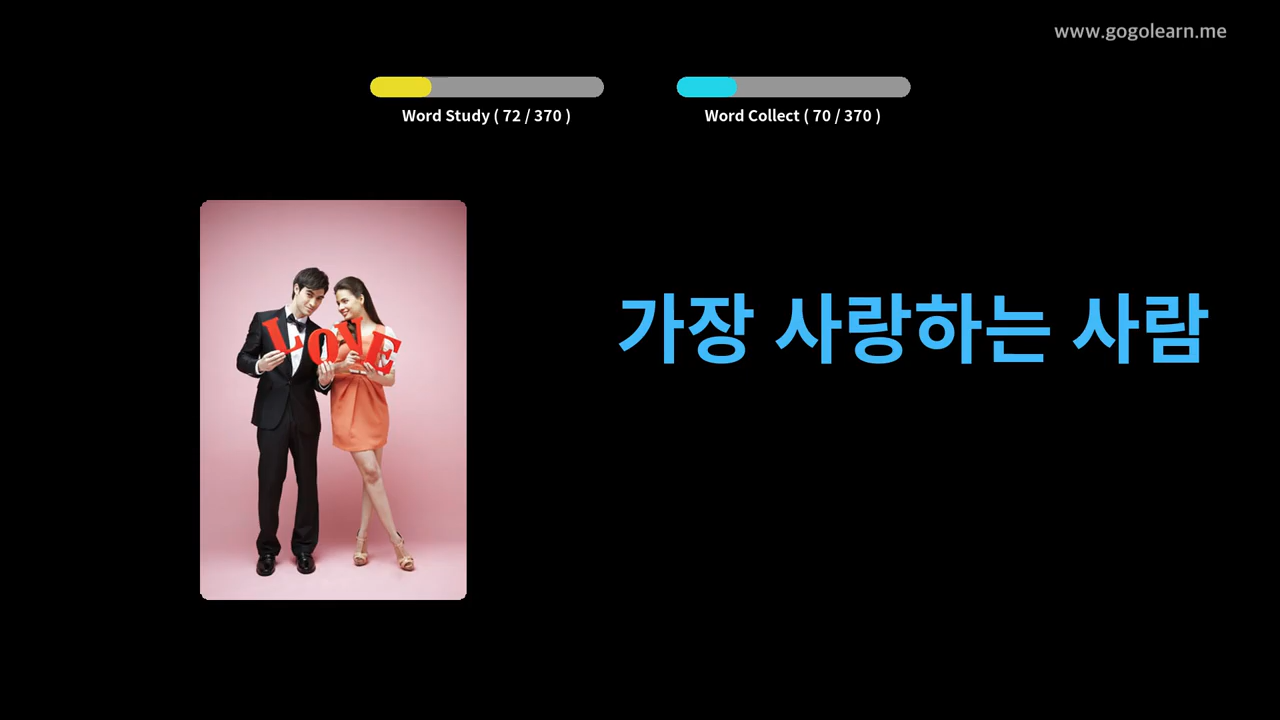 www.gogolearn.me
Word Study ( 72 / 370 )
Word Collect ( 70 / 370 )
LOVE
가장 사랑하는 사람